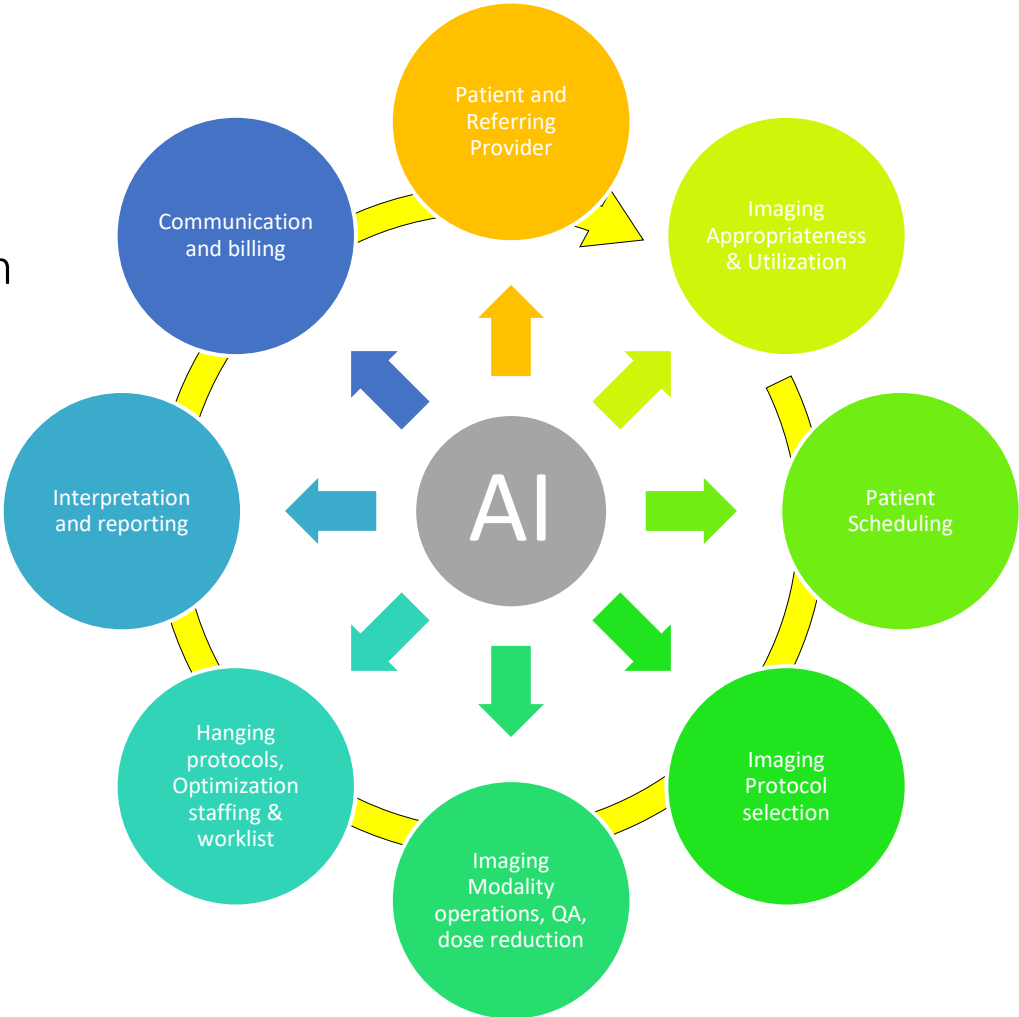 Patient and
Referring
Provider
Imaging
Appropriateness
& Utilization
Patient
Scheduling
Imaging
Protocol
selection
Imaging
Modality
operations, QA,
dose reduction
Hanging
protocols,
Optimization
staffing &
worklist
Interpretation
and reporting
Communication
and billing
AI
n